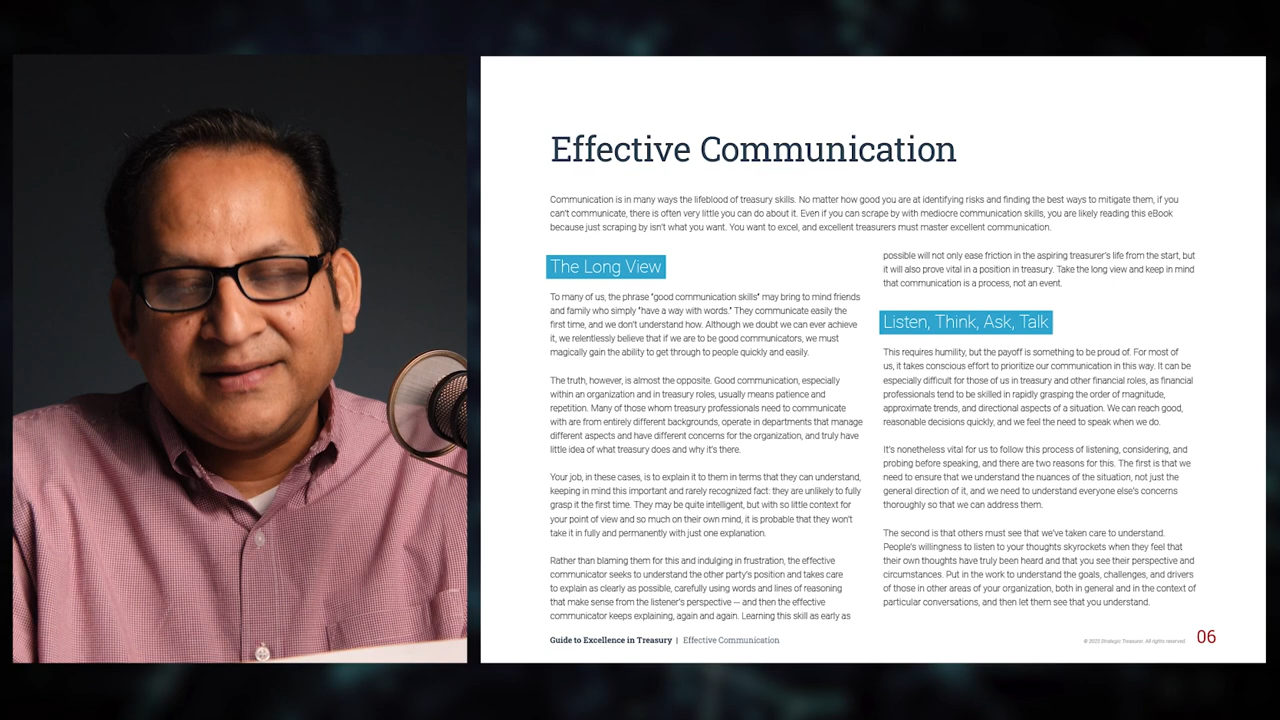 Effective Communication
Communication is in many ways the lifeblood of treasury skills. No matter how good you are at identifying risks and finding the best ways to mitigate them, if you
can't communicate, there is often very little you can do about it. Even if you can scrape by with mediocre communication skills, you are likely reading this eBook
because just scraping by isn't what you want. You want to excel, and excellent treasurers must master excellent communication.
The Long View
To many of us, the phrase "good communication skills" may bring to mind friends
and family who simply "have a way with words." They communicate easily the
first time, and we don't understand how. Although we doubt we can ever achieve
it, we relentlessly believe that if we are to be good communicators, we must
magically gain the ability to get through to people quickly and easily.
The truth, however, is almost the opposite. Good communication, especially
within an organization and in treasury roles, usually means patience and
repetition. Many of those whom treasury professionals need to communicate
with are from entirely different backgrounds, operate in departments that manage
different aspects and have different concerns for the organization, and truly have
little idea of what treasury does and why it's there.
Your job, in these cases, is to explain it to them in terms that they can understand,
keeping in mind this important and rarely recognized fact: they are unlikely to fully
grasp it the first time. They may be quite intelligent, but with so little context for
your point of view and so much on their own mind, it is probable that they won't
take it in fully and permanently with just one explanation.
Rather than blaming them for this and indulging in frustration, the effective
communicator seeks to understand the other party's position and takes care
to explain as clearly as possible, carefully using words and lines of reasoning
that make sense from the listener's perspective -- and then the effective
communicator keeps explaining, again and again. Learning this skill as early as
possible will not only ease friction in the aspiring treasurer's life from the start, but
it will also prove vital in a position in treasury. Take the long view and keep in mind
that communication is a process, not an event.
Listen, Think, Ask, Talk
This requires humility, but the payoff is something to be proud of. For most of
us, it takes conscious effort to prioritize our communication in this way. It can be
especially difficult for those of us in treasury and other financial roles, as financial
professionals tend to be skilled in rapidly grasping the order of magnitude,
approximate trends, and directional aspects of a situation. We can reach good,
reasonable decisions quickly, and we feel the need to speak when we do.
It's nonetheless vital for us to follow this process of listening, considering, and
probing before speaking, and there are two reasons for this. The first is that we
need to ensure that we understand the nuances of the situation, not just the
general direction of it, and we need to understand everyone else's concerns
thoroughly so that we can address them.
The second is that others must see that we've taken care to understand.
People's willingness to listen to your thoughts skyrockets when they feel that
their own thoughts have truly been heard and that you see their perspective and
circumstances. Put in the work to understand the goals, challenges, and drivers
of those in other areas of your organization, both in general and in the context of
particular conversations, and then let them see that you understand.
Guide to Excellence in Treasury | Effective Communication
© 2023 Strategic Treasurer. All rights reserved. 06